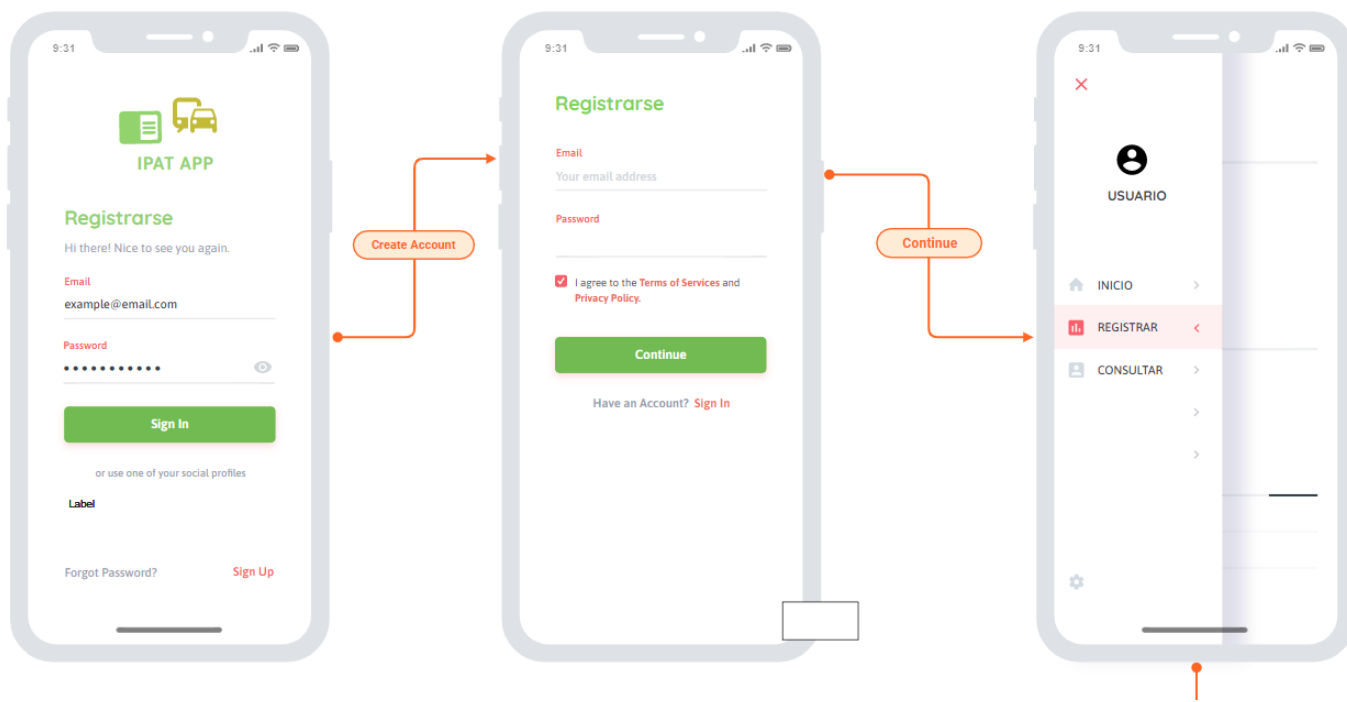 9:31
IPAT APP
Registrarse
Hi there! Nice to see you again.
Email
example@email.com
Password
Sign In
or use one of your social profiles
Label
Forgot Password?
Sign Up
Create Account
9:31
Registrarse
Email
Your email address
Password
I agree to the Terms of Services and
Privacy Policy.
Continue
Have an Account? Sign In
Continue
9:31
USUARIO
INICIO
REGISTRAR
CONSULTAR